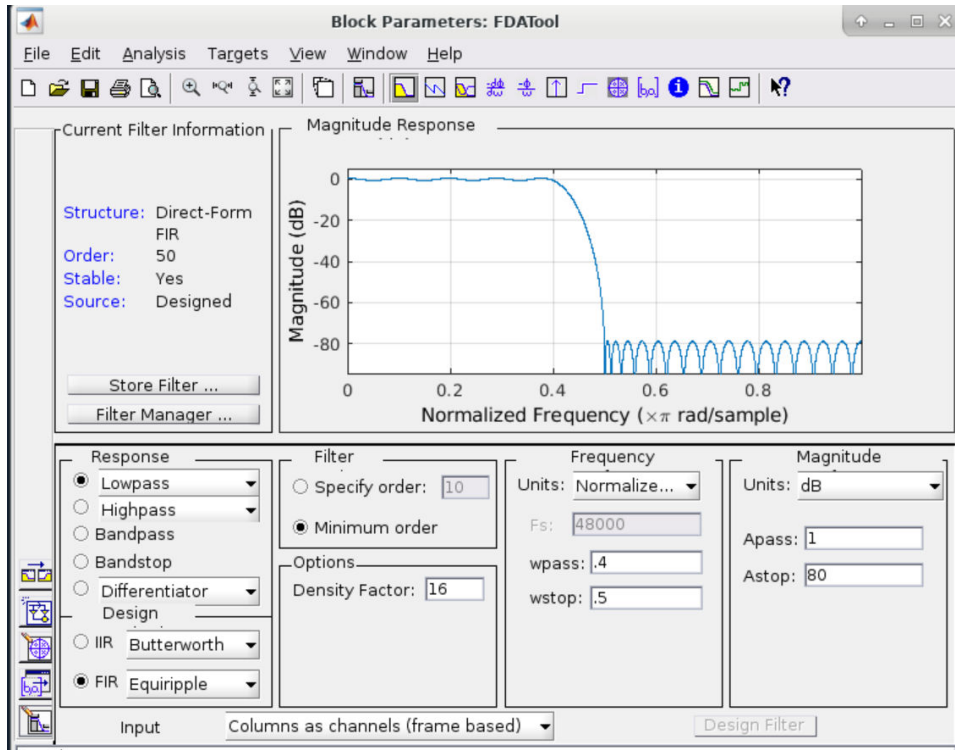 Block Parameters: FDATool
File Edit Analysis Targets View Window Help
Current Filter Information
Structure: Direct-Form
FIR
Order: 50
Stable: Yes
Source: Designed
Store Filter ...
Filter Manager ...
Magnitude Response
Magnitude (dB)
0
-20
-40
-60
-80
0 0.2 0.4 0.6 0.8
Normalized Frequency (×π rad/sample)
Response
Lowpass
Highpass
Bandpass
Bandstop
Differentiator
Design
IIR Butterworth
FIR Equiripple
Filter
Specify order: 10
Minimum order
Options
Density Factor: 16
Frequency
Units: Normalize...
Fs: 48000
wpass: .4
wstop: .5
Magnitude
Units: dB
Apass: 1
Astop: 80
Input Columns as channels (frame based)
Design Filter